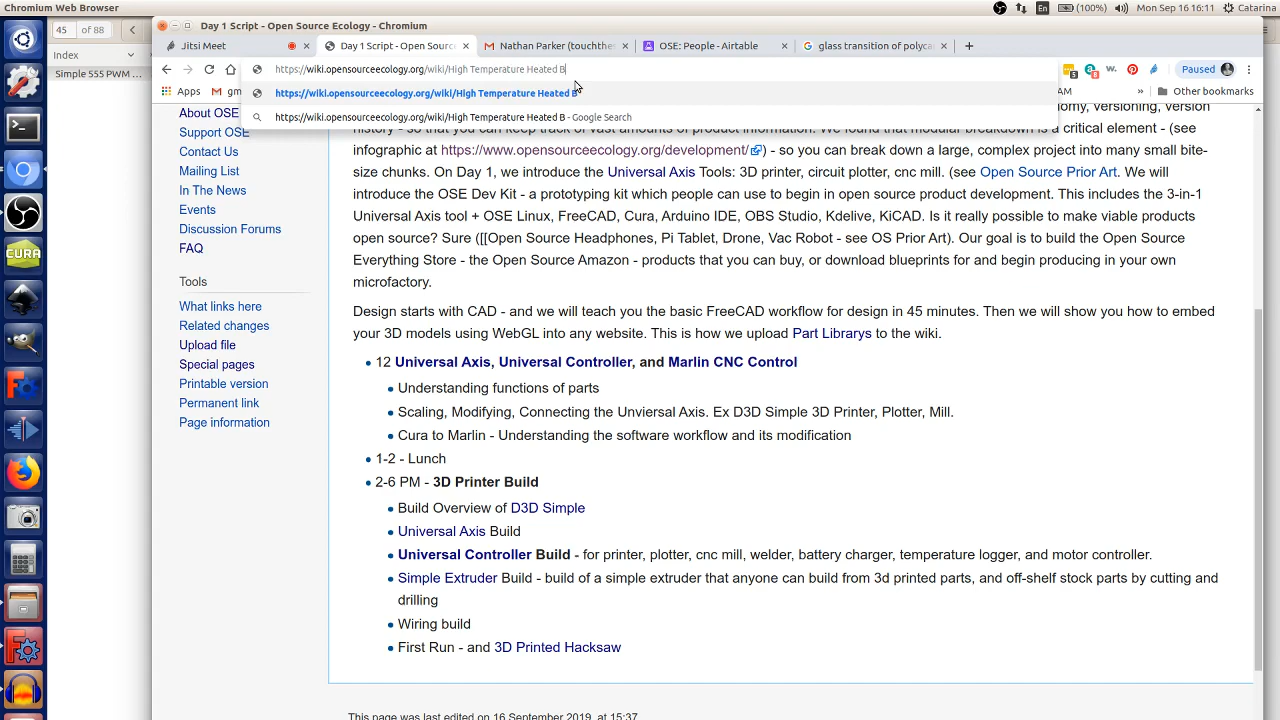 Chromium Web Browser
En (100%) Mon Sep 16 16:11 Catarina
45 of 88
Index
Simple 555 PWM
Day 1 Script - Open Source Ecology - Chromium
Jitsi Meet
Day 1 Script - Open Source
Nathan Parker (touchthe
OSE: People - Airtable
glass transition of polyca
https://wiki.opensourceecology.org/wiki/High Temperature Heated B
Paused
Apps gm AM » Other bookmarks
https://wiki.opensourceecology.org/wiki/High Temperature Heated B
https://wiki.opensourceecology.org/wiki/High Temperature Heated B - Google Search
About OSE
Support OSE
Contact Us
Mailing List
In The News
Events
Discussion Forums
FAQ
Tools
What links here
Related changes
Upload file
Special pages
Printable version
Permanent link
Page information
versioning, version
history - so that you can keep track of vast amounts of product information. We found that modular breakdown is a critical element - (see
infographic at https://www.opensourceecology.org/development/ ) - so you can break down a large, complex project into many small bite-
size chunks. On Day 1, we introduce the Universal Axis Tools: 3D printer, circuit plotter, cnc mill. (see Open Source Prior Art. We will
introduce the OSE Dev Kit - a prototyping kit which people can use to begin in open source product development. This includes the 3-in-1
Universal Axis tool + OSE Linux, FreeCAD, Cura, Arduino IDE, OBS Studio, Kdelive, KiCAD. Is it really possible to make viable products
open source? Sure ([[Open Source Headphones, Pi Tablet, Drone, Vac Robot - see OS Prior Art). Our goal is to build the Open Source
Everything Store - the Open Source Amazon - products that you can buy, or download blueprints for and begin producing in your own
microfactory.
Design starts with CAD - and we will teach you the basic FreeCAD workflow for design in 45 minutes. Then we will show you how to embed
your 3D models using WebGL into any website. This is how we upload Part Librarys to the wiki.
12 Universal Axis, Universal Controller, and Marlin CNC Control
Understanding functions of parts
Scaling, Modifying, Connecting the Unviersal Axis. Ex D3D Simple 3D Printer, Plotter, Mill.
Cura to Marlin - Understanding the software workflow and its modification
1-2 - Lunch
2-6 PM - 3D Printer Build
Build Overview of D3D Simple
Universal Axis Build
Universal Controller Build - for printer, plotter, cnc mill, welder, battery charger, temperature logger, and motor controller.
Simple Extruder Build - build of a simple extruder that anyone can build from 3d printed parts, and off-shelf stock parts by cutting and
drilling
Wiring build
First Run - and 3D Printed Hacksaw
This page was last edited on 16 September 2019, at 15:37
CURA